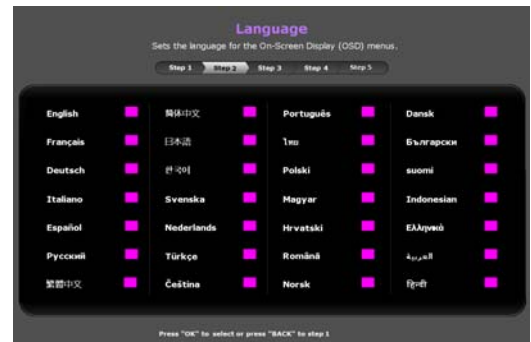 Language
Sets the language for the On-Screen Display (OSD) menus.
Step 1 Step 2 Step 3 Step 4 Step 5
English 簡体中文 Português Dansk
Français 日本語 ไทย Български
Deutsch 한국어 Polski suomi
Italiano Svenska Magyar Indonesian
Español Nederlands Hrvatski Ελληνικά
Русский Türkçe Română العربية
繁體中文 Čeština Norsk हिन्दी
Press "OK" to select or press "BACK" to step 1